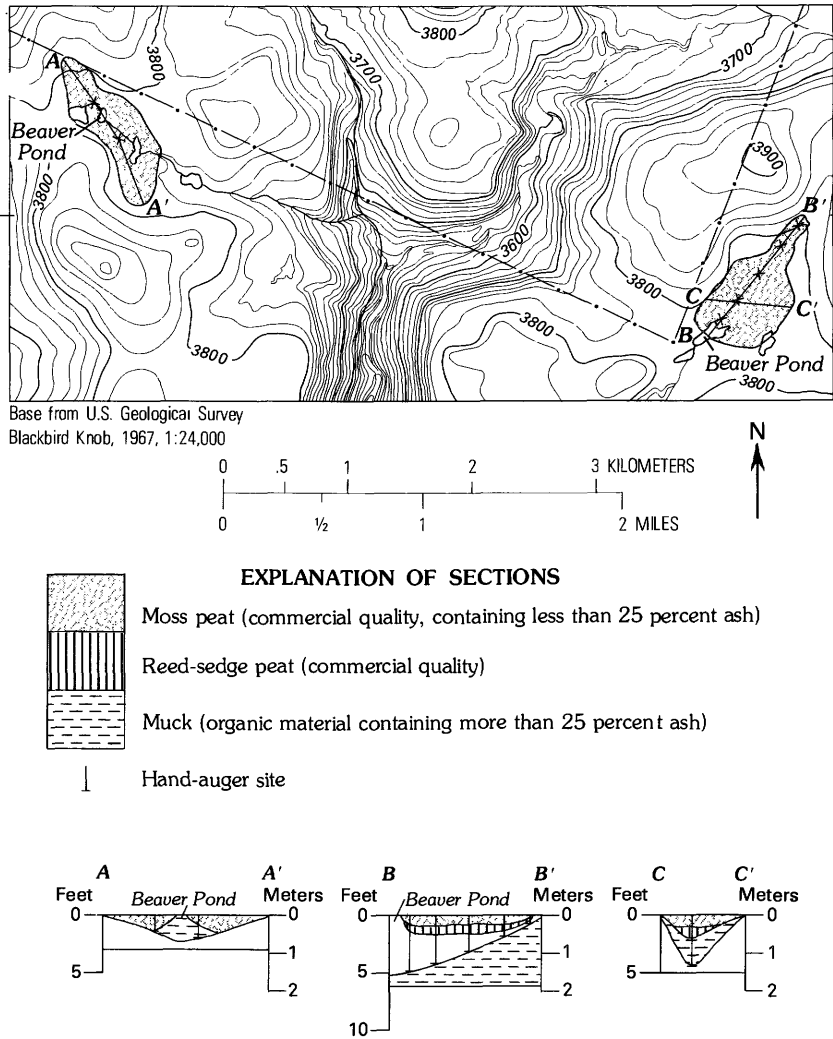 3800
3800
3700
3700
A
Beaver
Pond
3800
A'
3900
B'
3600
3800
C
C'
B
Beaver Pond
3800
3800
3800
Base from U.S. Geological Survey
Blackbird Knob, 1967, 1:24,000
N
0 .5 1 2 3 KILOMETERS
0 ½ 1 2 MILES
EXPLANATION OF SECTIONS
Moss peat (commercial quality, containing less than 25 percent ash)
Reed-sedge peat (commercial quality)
Muck (organic material containing more than 25 percent ash)
Hand-auger site
A A' B B' C C'
Feet Beaver Pond Meters Feet Beaver Pond Meters Feet Meters
0 0 0 0 0 0
1 1 1
5 5 5
2 2 2
10